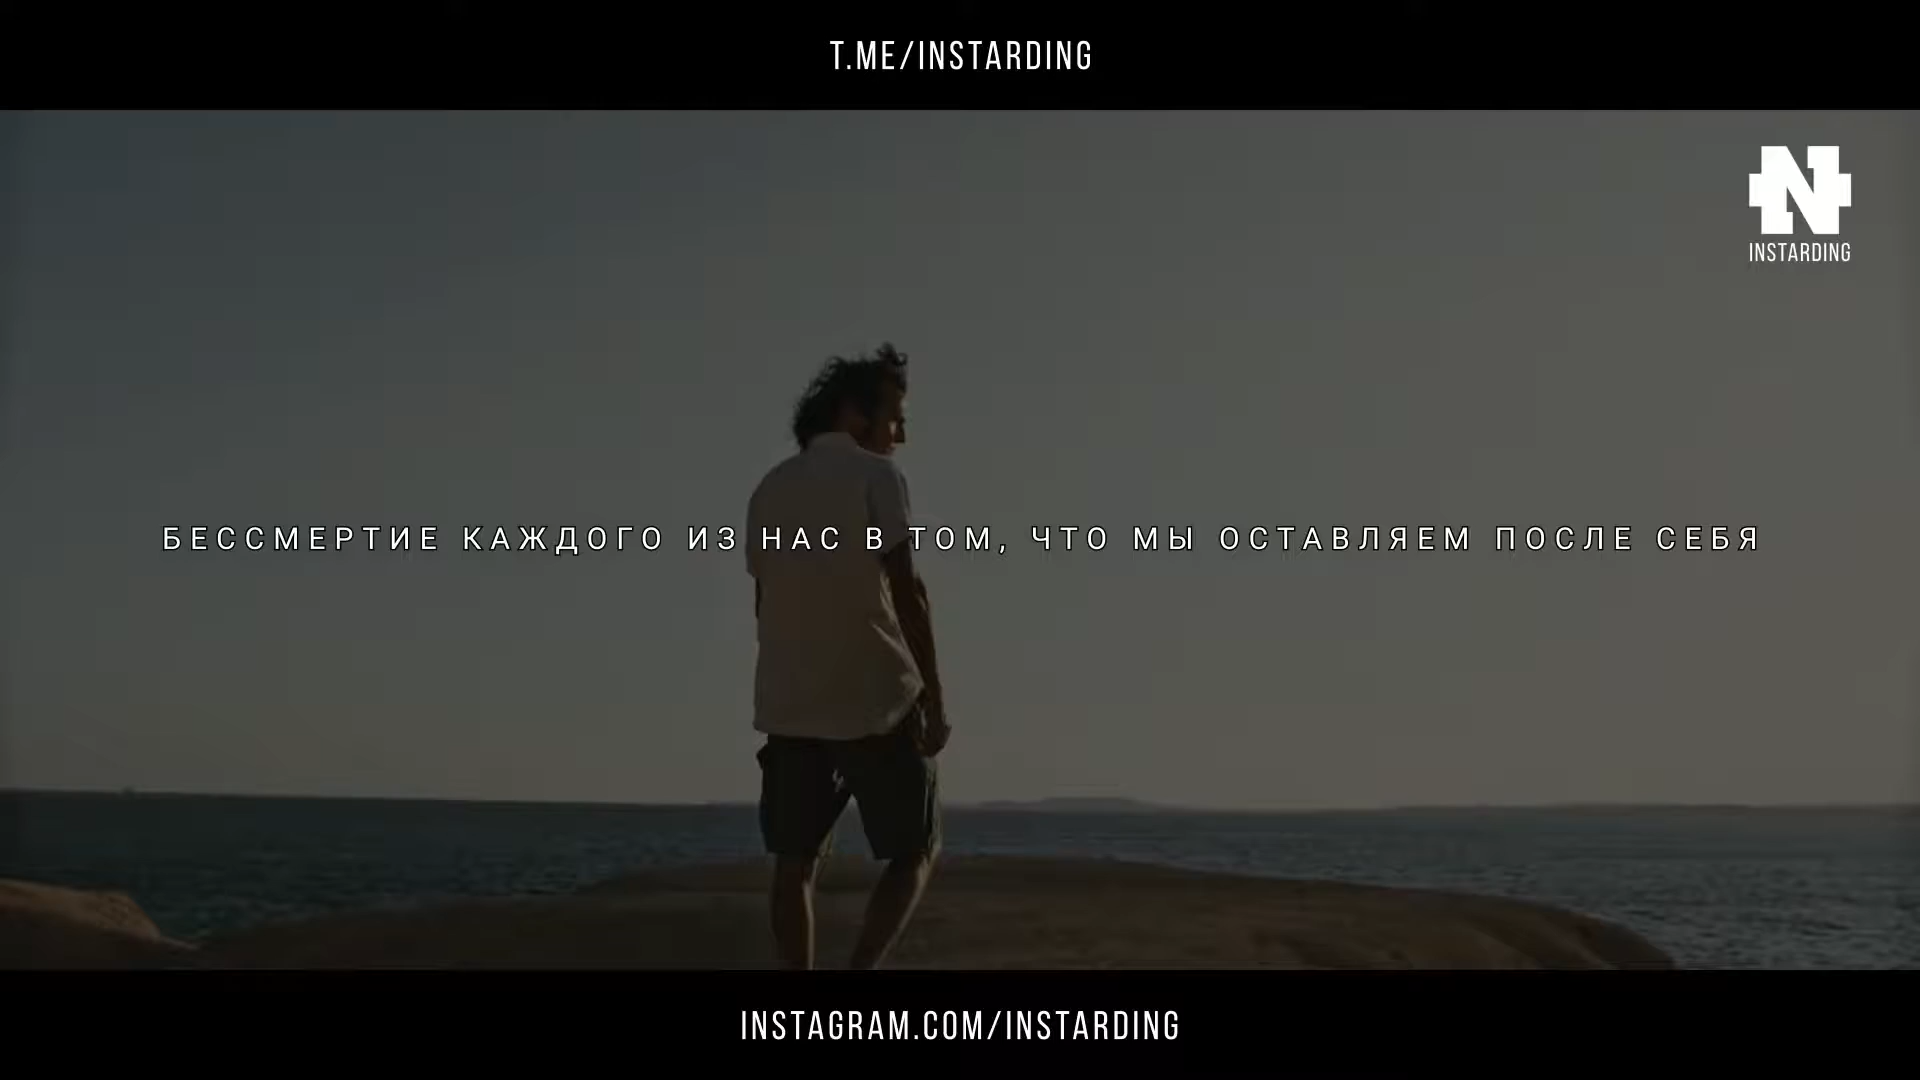 T.ME/INSTARDING
N
INSTARDING
БЕССМЕРТИЕ КАЖДОГО ИЗ НАС В ТОМ, ЧТО МЫ ОСТАВЛЯЕМ ПОСЛЕ СЕБЯ
INSTAGRAM.COM/INSTARDING